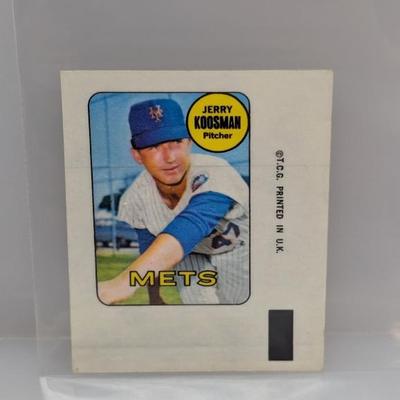 JERRY
KOOSMAN
Pitcher
METS
©T.C.G. PRINTED IN U.K.